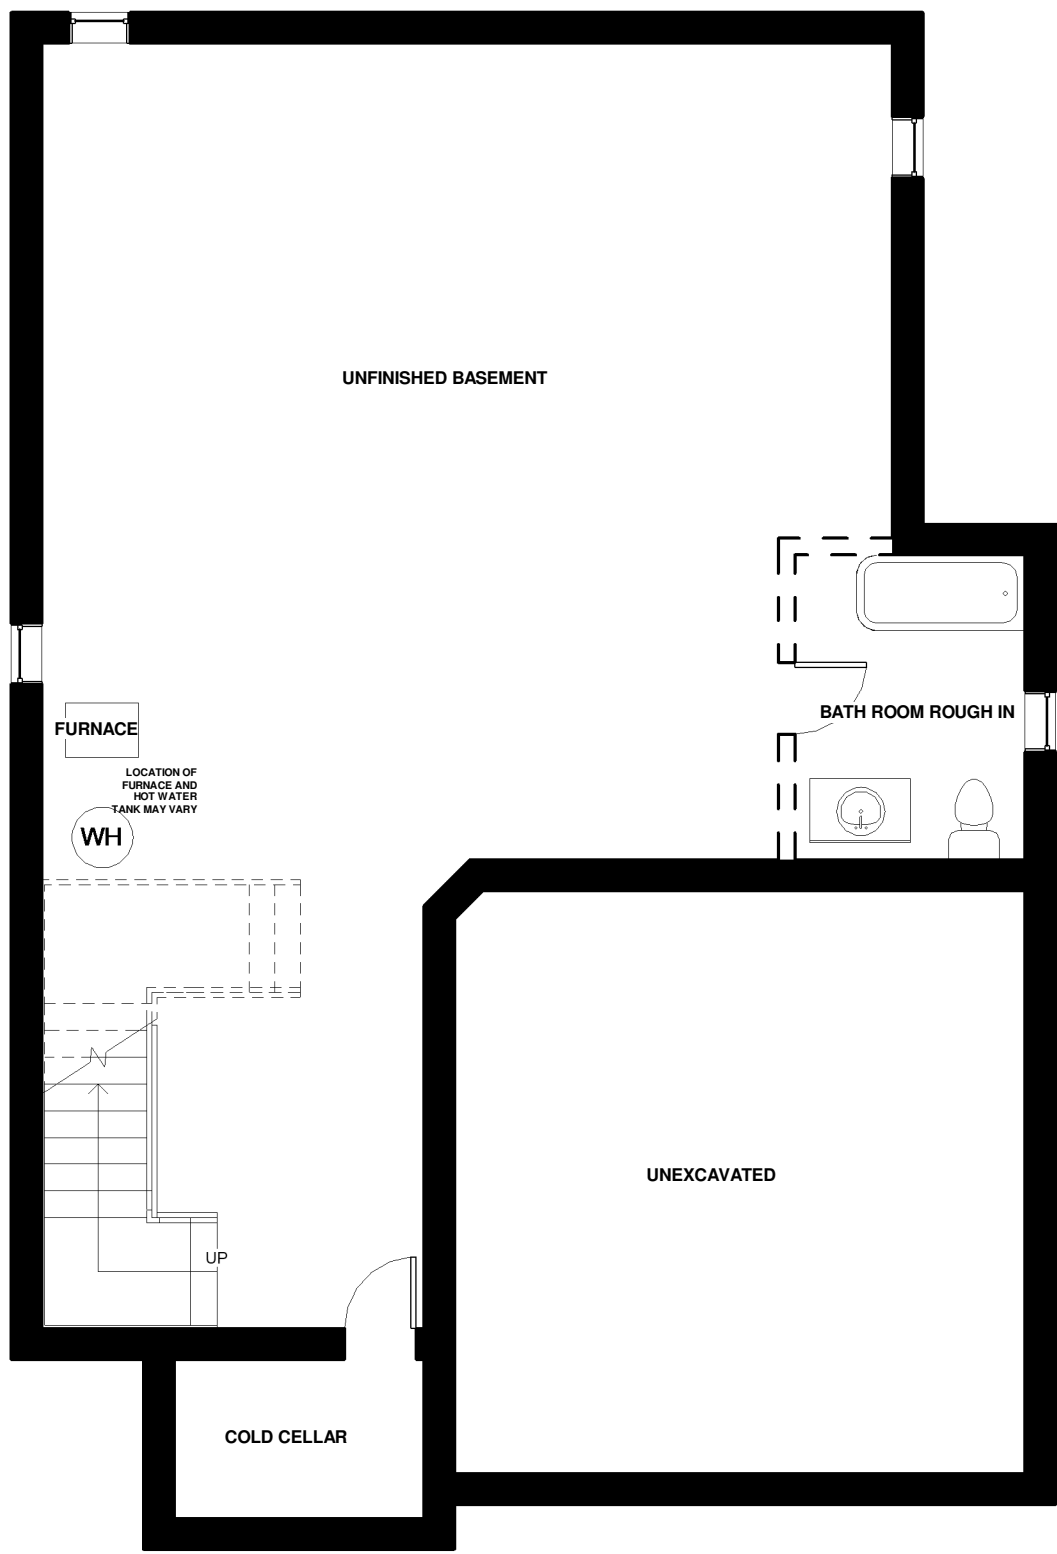 UNFINISHED BASEMENT
BATH ROOM ROUGH IN
FURNACE
LOCATION OF
FURNACE AND
HOT WATER
TANK MAY VARY
WH
UNEXCAVATED
UP
COLD CELLAR